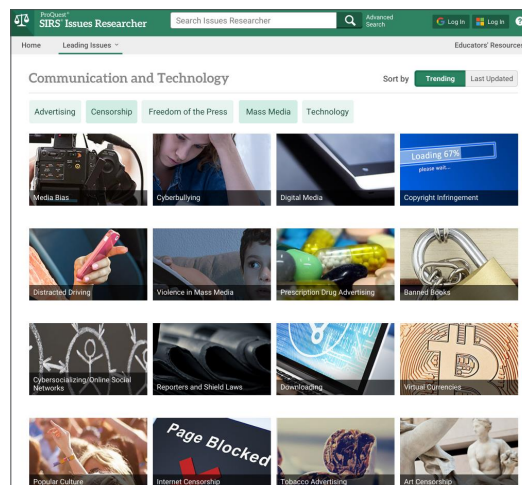 ProQuest
SIRS Issues Researcher
Search Issues Researcher
Advanced
Search
Log In
Log In
?
Home
Leading Issues
Educators' Resources
Communication and Technology
Sort by
Trending
Last Updated
Advertising
Censorship
Freedom of the Press
Mass Media
Technology
Loading 67%
please wait...
Media Bias
Cyberbullying
Digital Media
Copyright Infringement
Distracted Driving
Violence in Mass Media
Prescription Drug Advertising
Banned Books
Cybersocializing/Online Social
Networks
Reporters and Shield Laws
Downloading
Virtual Currencies
Page Blocked
Popular Culture
Internet Censorship
Tobacco Advertising
Art Censorship